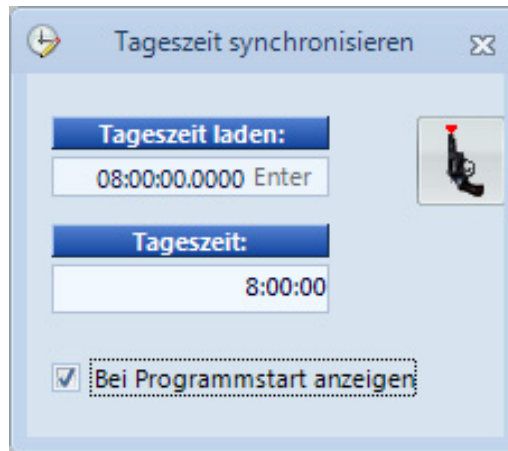 Tageszeit synchronisieren
Tageszeit laden:
08:00:00.0000 Enter
Tageszeit:
8:00:00
Bei Programmstart anzeigen